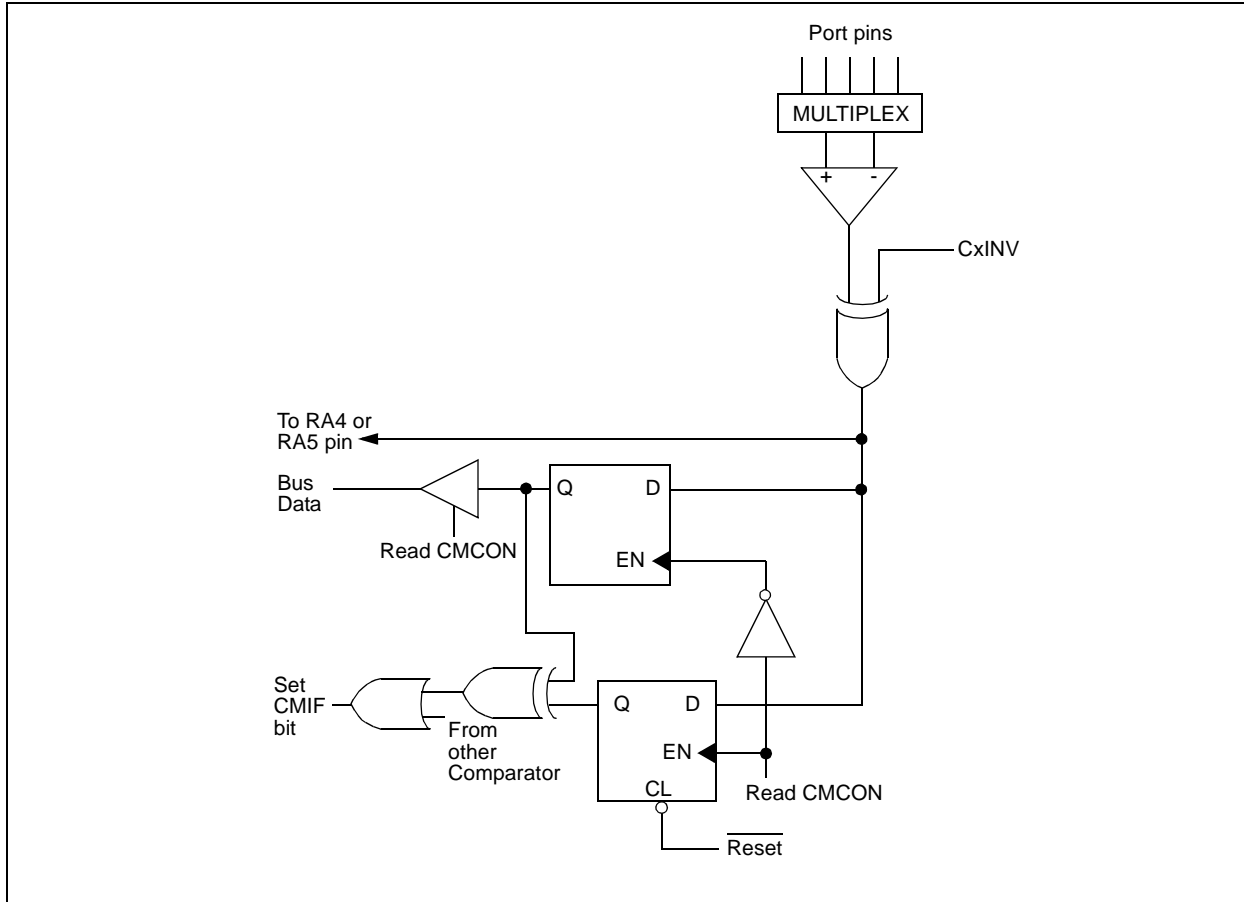 Port pins
MULTIPLEX
+ -
CxINV
To RA4 or
RA5 pin
Bus
Data
Q D
Read CMCON
EN
Set
CMIF
bit
From
other
Comparator
Q D
EN
CL
Read CMCON
Reset